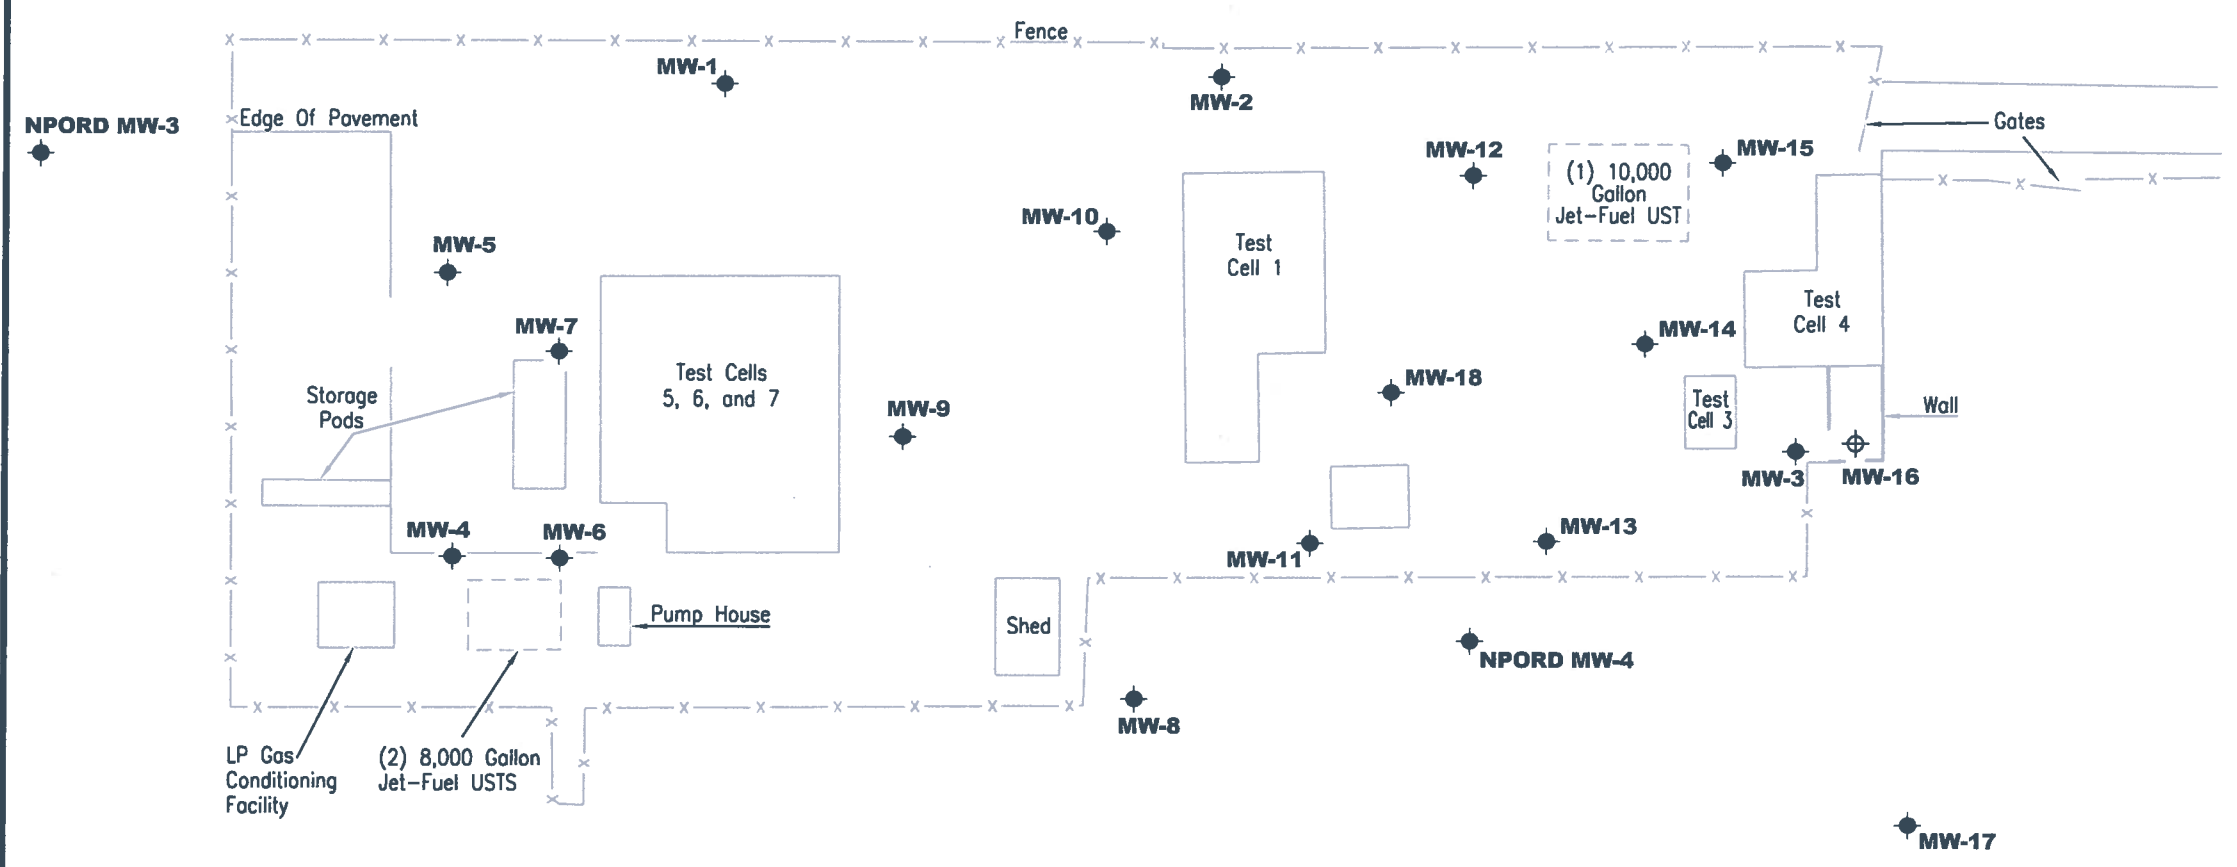 Fence
MW-1
MW-2
Edge Of Pavement
NPORD MW-3
Gates
MW-12
MW-15
(1) 10,000
Gallon
Jet-Fuel UST
MW-10
MW-5
Test
Cell 1
MW-7
Test
Cell 4
MW-14
Test Cells
5, 6, and 7
MW-18
Storage
Pods
MW-9
Test
Cell 3
Wall
MW-3
MW-16
MW-4
MW-6
MW-11
MW-13
Pump House
Shed
NPORD MW-4
MW-8
LP Gas
Conditioning
Facility
(2) 8,000 Gallon
Jet-Fuel USTS
MW-17